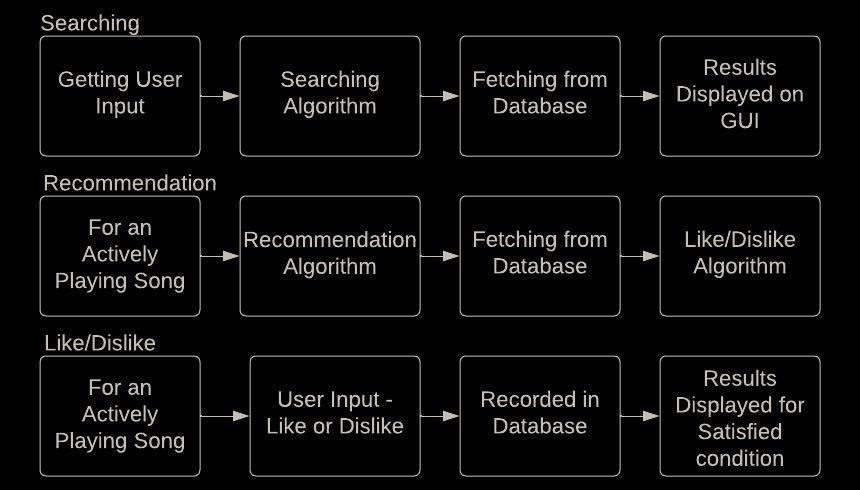 Searching
Getting User
Input
Searching
Algorithm
Fetching from
Database
Results
Displayed on
GUI
Recommendation
For an
Actively
Playing Song
Recommendation
Algorithm
Fetching from
Database
Like/Dislike
Algorithm
Like/Dislike
For an
Actively
Playing Song
User Input -
Like or Dislike
Recorded in
Database
Results
Displayed for
Satisfied
condition